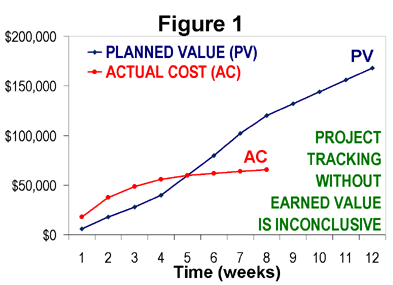 Figure 1
$200,000
$150,000
$100,000
$50,000
$0
PLANNED VALUE (PV)
ACTUAL COST (AC)
PV
AC
PROJECT
TRACKING
WITHOUT
EARNED VALUE
IS INCONCLUSIVE
1 2 3 4 5 6 7 8 9 10 11 12
Time (weeks)